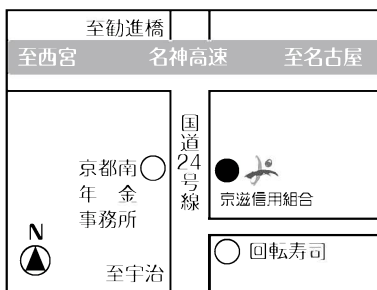 至勧進橋
至西宮 名神高速 至名古屋
国道24号線
京都南
年金
事務所
京滋信用組合
N
回転寿司
至宇治